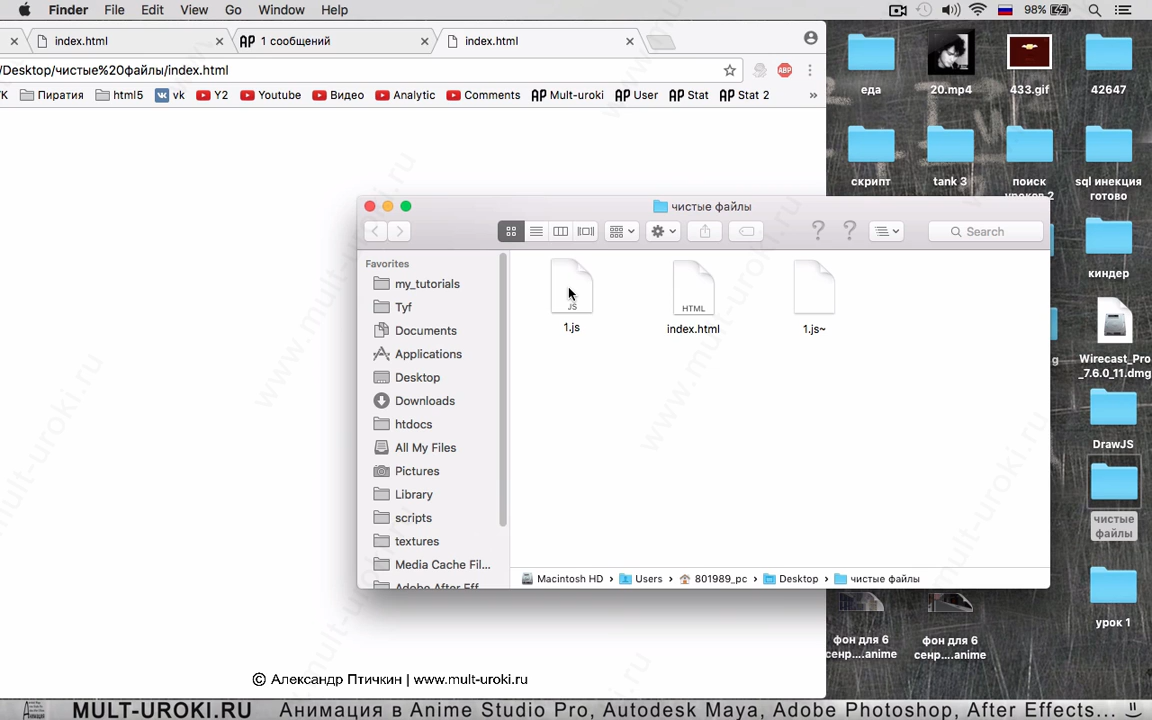 Finder File Edit View Go Window Help 98%
index.html 1 сообщений index.html
/Desktop/чистые%20файлы/index.html ABP
Пиратия html5 vk Y2 Youtube Видео Analytic Comments Mult-uroki User Stat Stat 2 »
еда 20.mp4 433.gif 42647
скрипт tank 3 поиск sql инекция
готово
киндер
Wirecast_Pro
_7.6.0_11.dmg
DrawJS
чистые
файлы
урок 1
фон для 6 фон для 6
сенр....anime сенр....anime
чистые файлы
Search
Favorites
my_tutorials
Tyf
Documents
Applications
Desktop
Downloads
htdocs
All My Files
Pictures
Library
scripts
textures
Media Cache Fil...
Adobe After Eff
JS HTML
1.js index.html 1.js~
Macintosh HD › Users › 801989_pc › Desktop › чистые файлы
© Александр Птичкин | www.mult-uroki.ru
MULT-UROKI.RU Анимация в Anime Studio Pro, Autodesk Maya, Adobe Photoshop, After Effects...